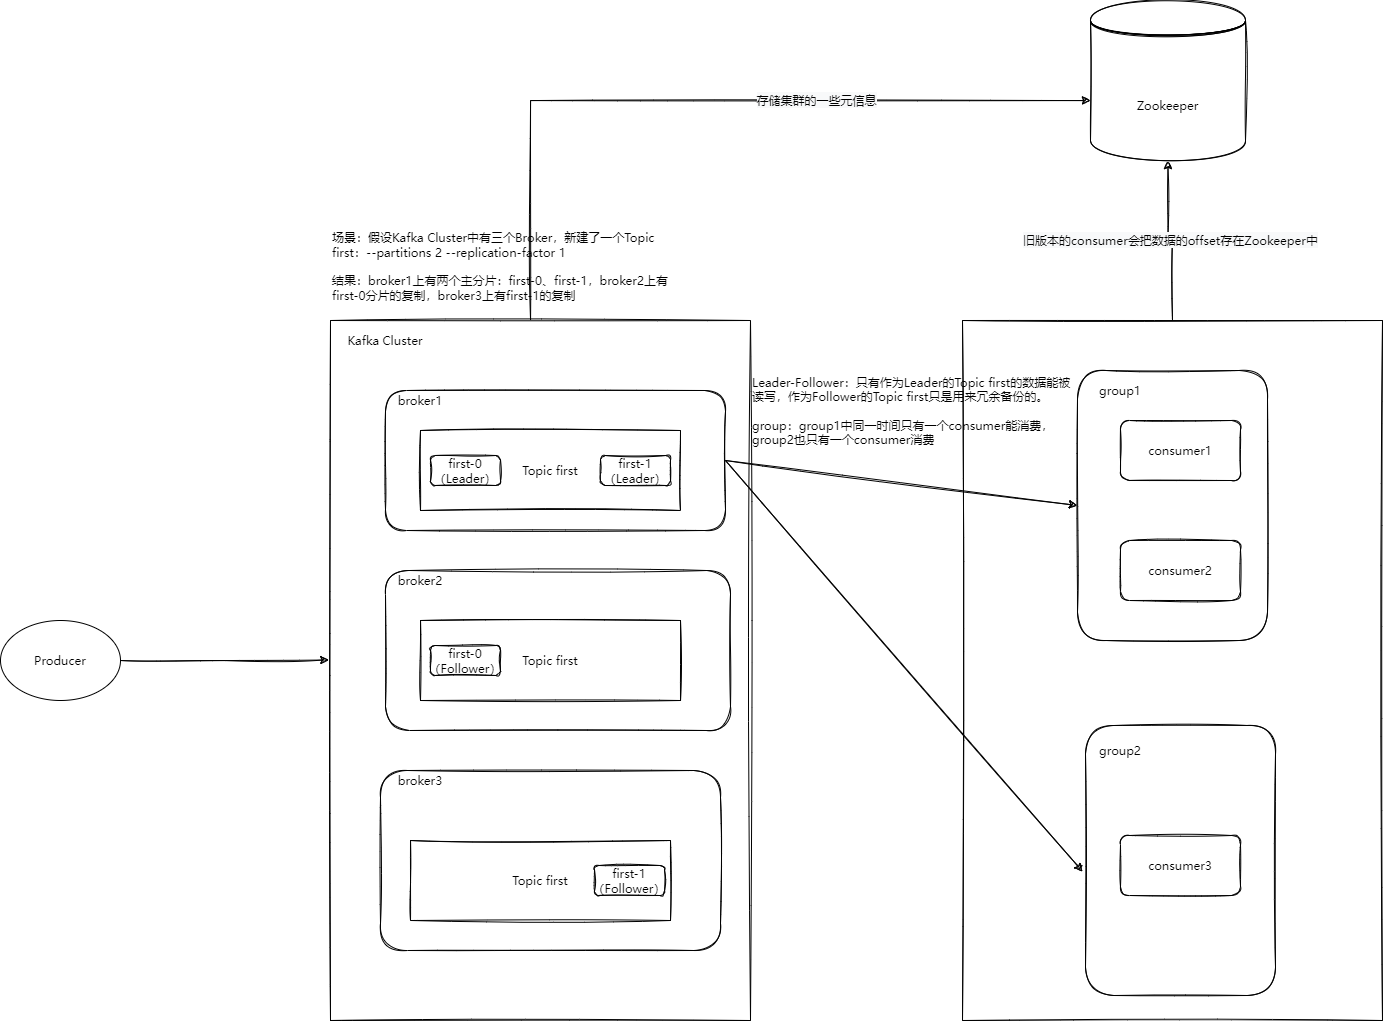 存储集群的一些元信息
Zookeeper
场景：假设Kafka Cluster中有三个Broker，新建了一个Topic
first：--partitions 2 --replication-factor 1
结果：broker1上有两个主分片：first-0、first-1，broker2上有
first-0分片的复制，broker3上有first-1的复制
旧版本的consumer会把数据的offset存在Zookeeper中
Kafka Cluster
broker1
first-0
（Leader）
Topic first
first-1
（Leader）
broker2
first-0
（Follower）
Topic first
broker3
Topic first
first-1
（Follower）
Producer
Leader-Follower：只有作为Leader的Topic first的数据能被
读写，作为Follower的Topic first只是用来冗余备份的。
group：group1中同一时间只有一个consumer能消费，
group2也只有一个consumer消费
group1
consumer1
consumer2
group2
consumer3